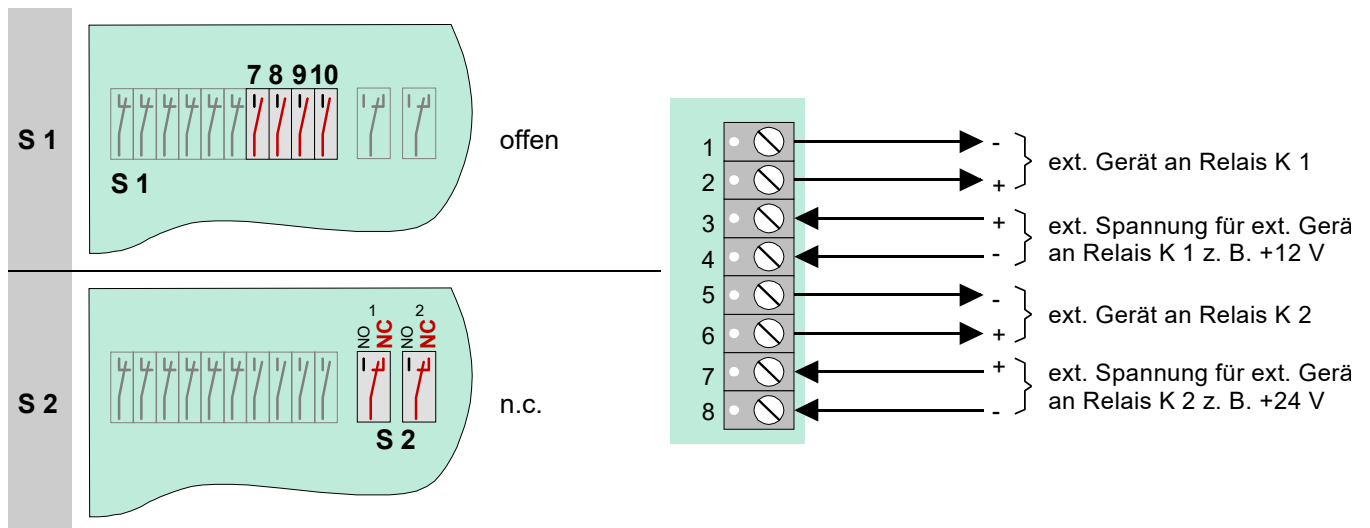 S 1
7 8 9 10
S 1
offen
S 2
1 2
NO NC NO NC
S 2
n.c.
1 -
2 +
ext. Gerät an Relais K 1
3 +
4 -
ext. Spannung für ext. Gerä
an Relais K 1 z. B. +12 V
5 -
6 +
ext. Gerät an Relais K 2
7 +
8 -
ext. Spannung für ext. Gerä
an Relais K 2 z. B. +24 V